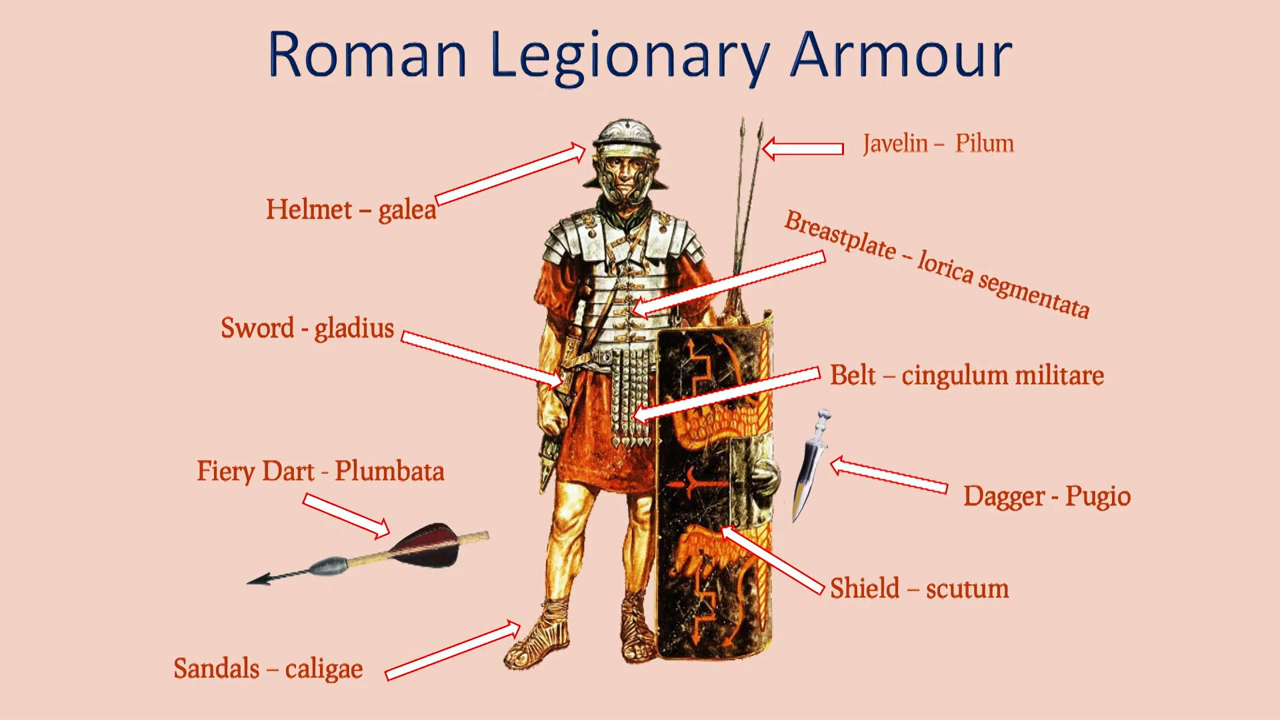 Roman Legionary Armour
Javelin – Pilum
Helmet – galea
Breastplate – lorica segmentata
Sword - gladius
Belt – cingulum militare
Fiery Dart - Plumbata
Dagger - Pugio
Shield – scutum
Sandals – caligae